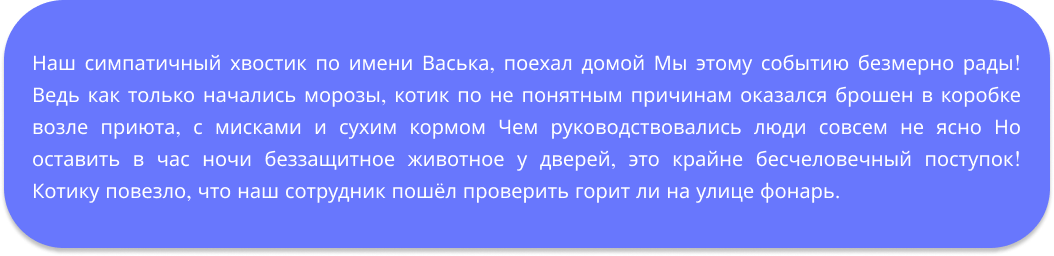 Наш симпатичный хвостик по имени Васька, поехал домой Мы этому событию безмерно рады!
Ведь как только начались морозы, котик по не понятным причинам оказался брошен в коробке
возле приюта, с мисками и сухим кормом Чем руководствовались люди совсем не ясно Но
оставить в час ночи беззащитное животное у дверей, это крайне бесчеловечный поступок!
Котику повезло, что наш сотрудник пошёл проверить горит ли на улице фонарь.